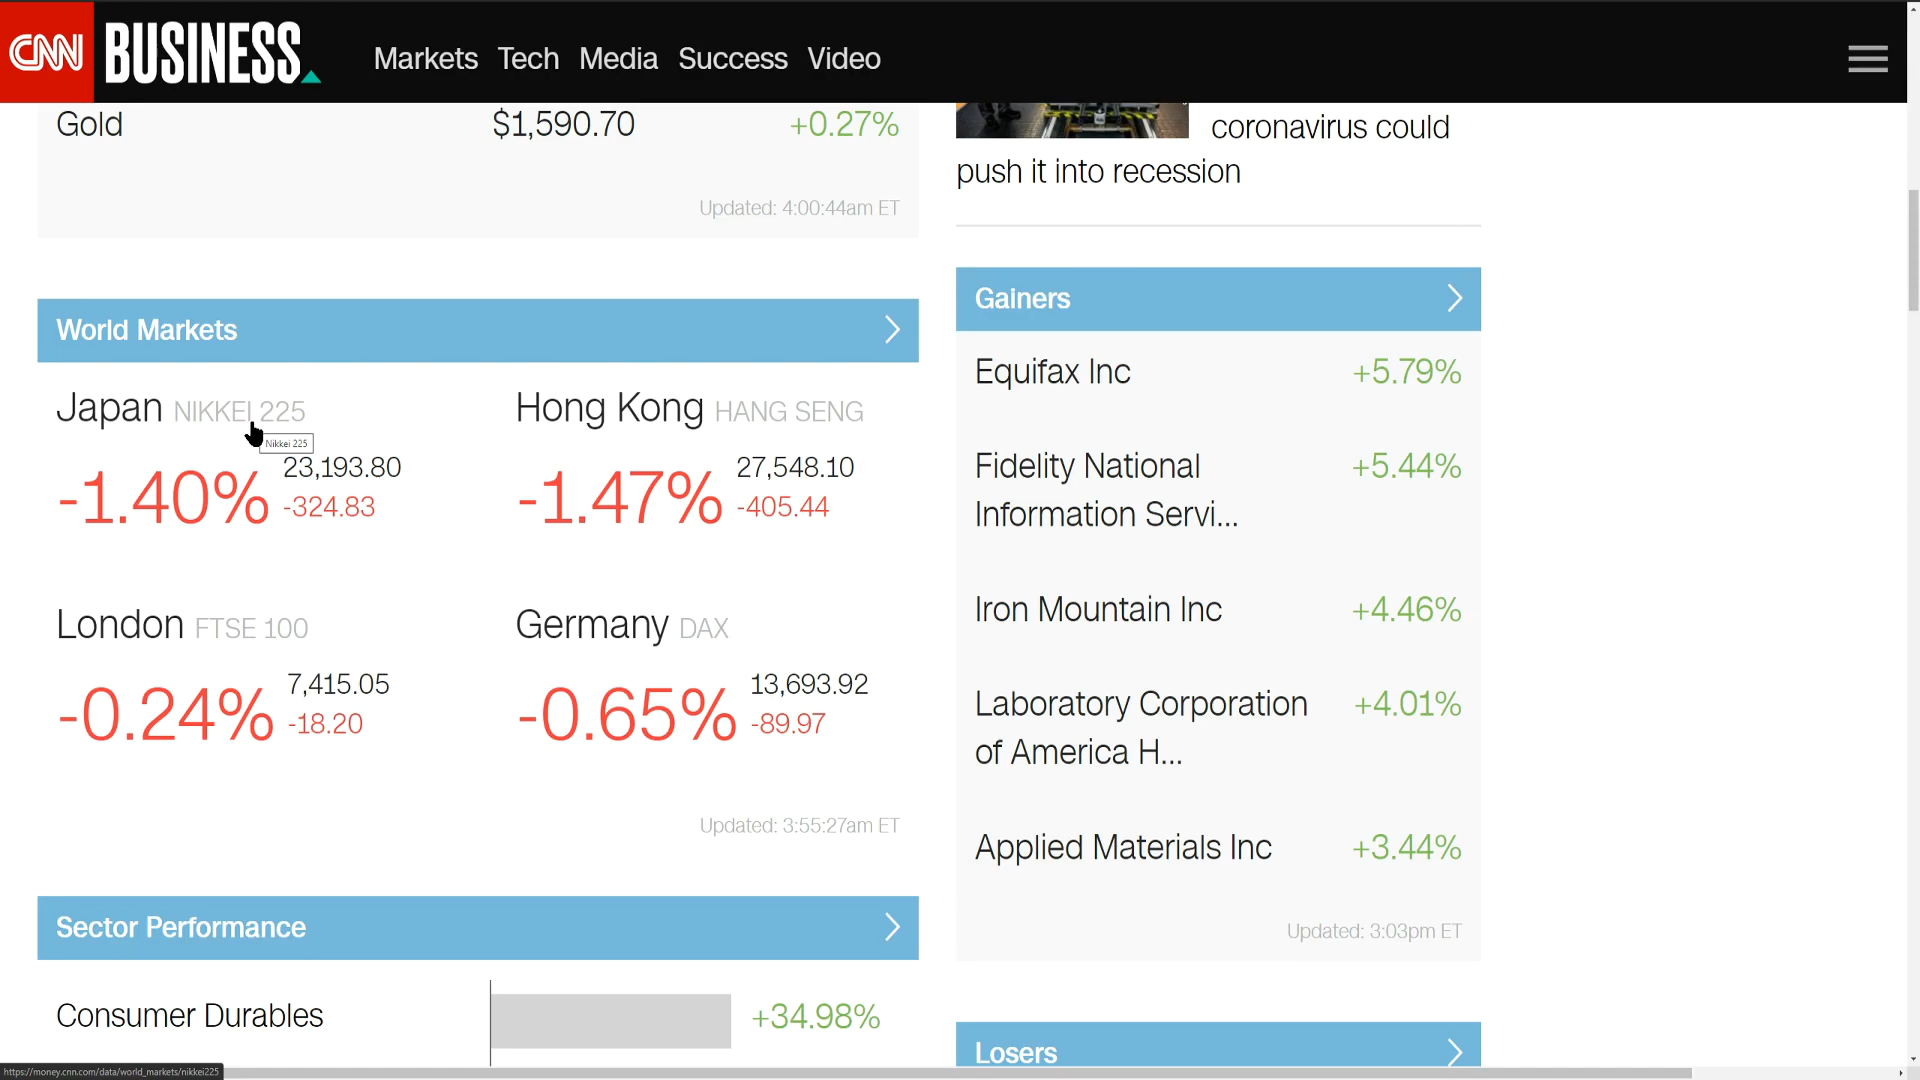 CNN BUSINESS
Markets Tech Media Success Video
Gold $1,590.70 +0.27%
Updated: 4:00:44am ET
World Markets
Japan NIKKEI 225
-1.40% 23,193.80
-324.83
Nikkei 225
Hong Kong HANG SENG
-1.47% 27,548.10
-405.44
London FTSE 100
-0.24% 7,415.05
-18.20
Germany DAX
-0.65% 13,693.92
-89.97
Updated: 3:55:27am ET
Sector Performance
Consumer Durables +34.98%
coronavirus could
push it into recession
Gainers
Equifax Inc +5.79%
Fidelity National +5.44%
Information Servi...
Iron Mountain Inc +4.46%
Laboratory Corporation +4.01%
of America H...
Applied Materials Inc +3.44%
Updated: 3:03pm ET
Losers
https://money.cnn.com/data/world_markets/nikkei225